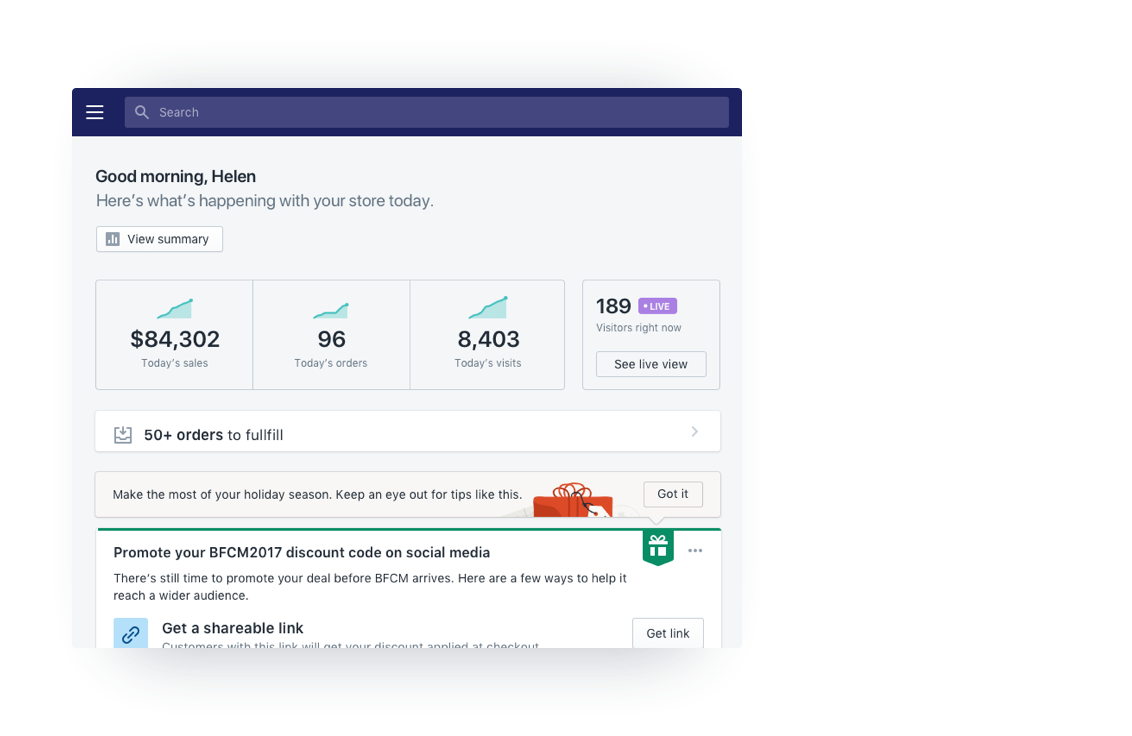 Search
Good morning, Helen
Here's what's happening with your store today.
View summary
$84,302
Today's sales
96
Today's orders
8,403
Today's visits
189
• LIVE
Visitors right now
See live view
50+ orders to fullfill
Make the most of your holiday season. Keep an eye out for tips like this.
Got it
Promote your BFCM2017 discount code on social media
There's still time to promote your deal before BFCM arrives. Here are a few ways to help it
reach a wider audience.
Get a shareable link
Get link
Customers with this link will get your discount applied at checkout